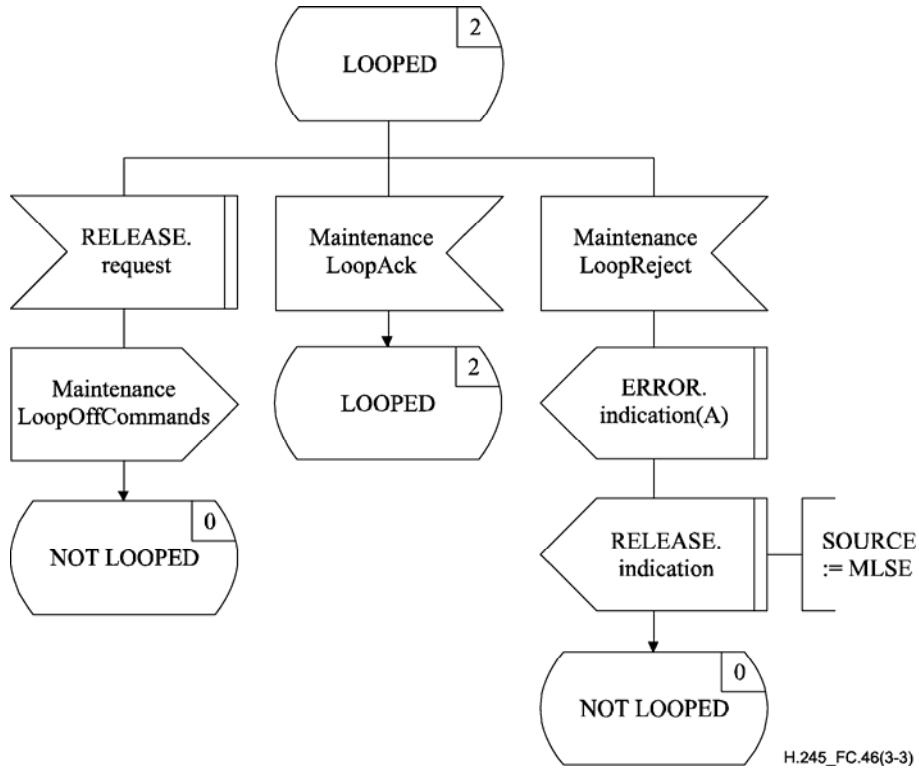 2
LOOPED
RELEASE.
request
Maintenance
LoopAck
Maintenance
LoopReject
Maintenance
LoopOffCommands
2
LOOPED
ERROR.
indication(A)
0
NOT LOOPED
RELEASE.
indication
SOURCE
:= MLSE
0
NOT LOOPED
H.245_FC.46(3-3)